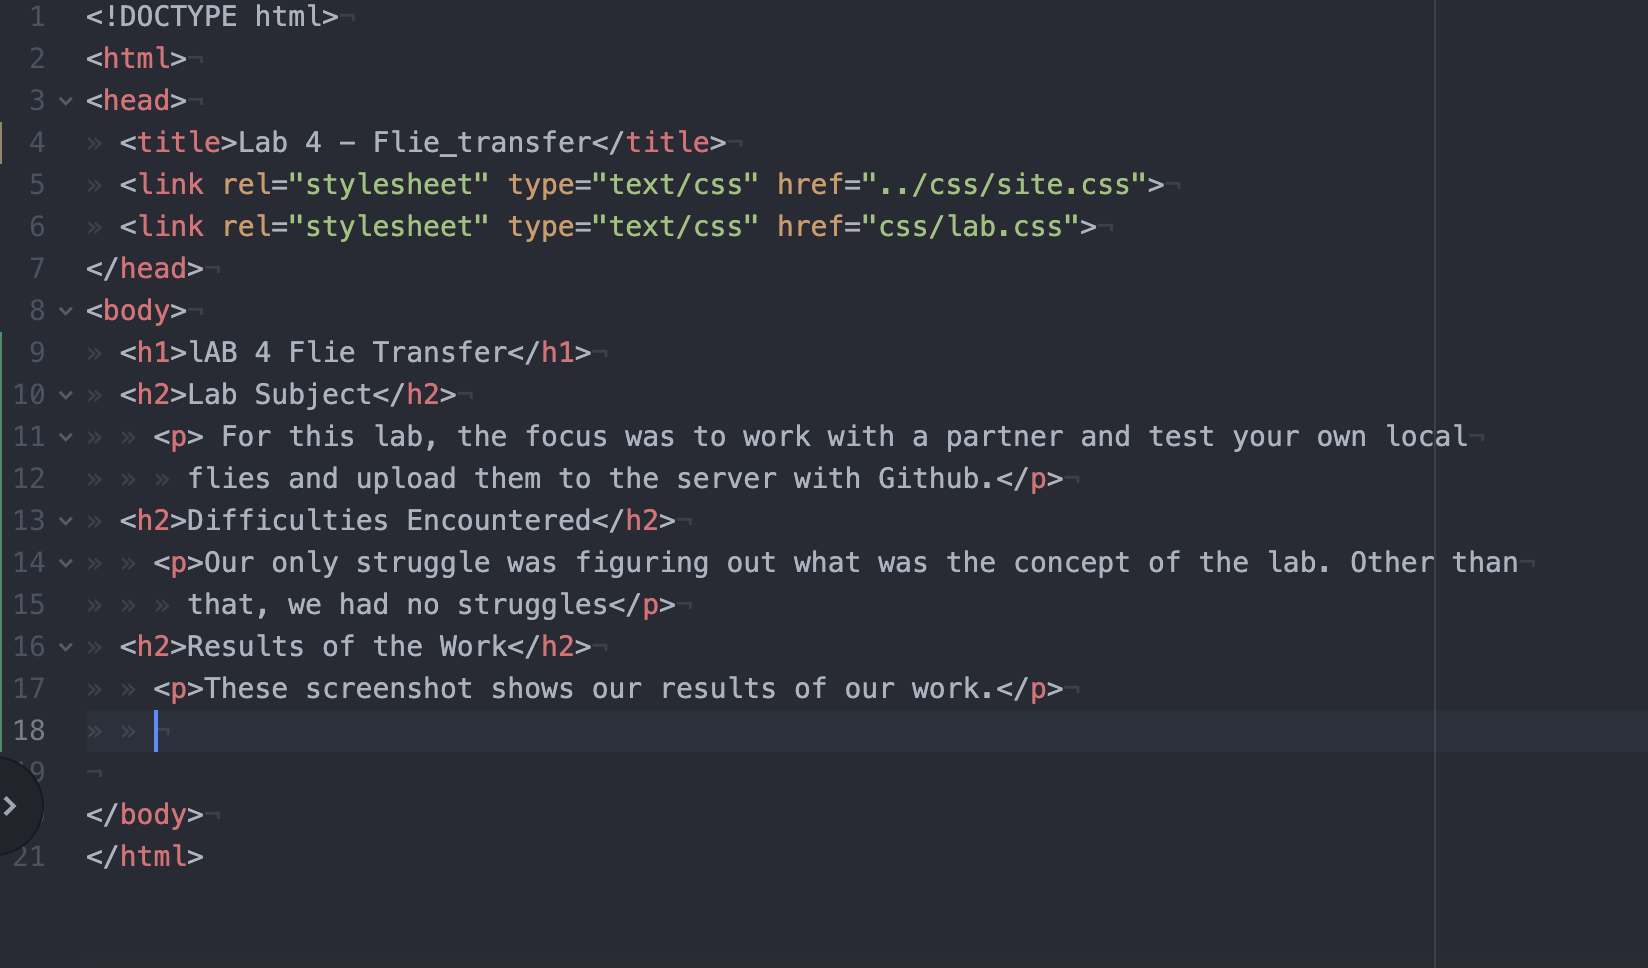 1 <!DOCTYPE html>¬
2 <html>¬
3 <head>¬
4 » <title>Lab 4 – Flie_transfer</title>¬
5 » <link rel="stylesheet" type="text/css" href="../css/site.css">¬
6 » <link rel="stylesheet" type="text/css" href="css/lab.css">¬
7 </head>¬
8 <body>¬
9 » <h1>lAB 4 Flie Transfer</h1>¬
10 » <h2>Lab Subject</h2>¬
11 » » <p> For this lab, the focus was to work with a partner and test your own local¬
12 » » » flies and upload them to the server with Github.</p>¬
13 » <h2>Difficulties Encountered</h2>¬
14 » » <p>Our only struggle was figuring out what was the concept of the lab. Other than¬
15 » » » that, we had no struggles</p>¬
16 » <h2>Results of the Work</h2>¬
17 » » <p>These screenshot shows our results of our work.</p>¬
18 » » ¬
19 ¬
</body>¬
21 </html>